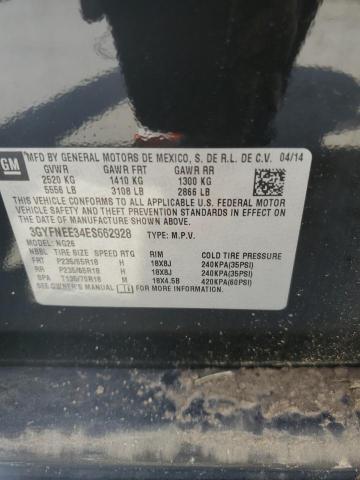 GM
MFD BY GENERAL MOTORS DE MEXICO, S. DE R.L. DE C.V. 04/14
GVWR GAWR FRT GAWR RR
2520 KG 1410 KG 1300 KG
5556 LB 3108 LB 2866 LB
THIS VEHICLE CONFORMS TO ALL APPLICABLE U.S. FEDERAL
MOTOR VEHICLE SAFETY AND THEFT PREVENTION STANDARDS IN
EFFECT ON THE DATE OF MANUFACTURE SHOWN ABOVE.
3GYFNEE34ES662928 TYPE: M.P.V.
MODEL: NG26
NBBL TIRE SIZE SPEED RTG RIM COLD TIRE PRESSURE
FRT P235/65R18 H 18X8J 240KPA(35PSI)
RR P235/65R18 H 18X8J 240KPA(35PSI)
SPA T135/70R18 M 18X4.5B 420KPA(60PSI)
SEE OWNER'S MANUAL FOR ADDITIONAL INFORMATION